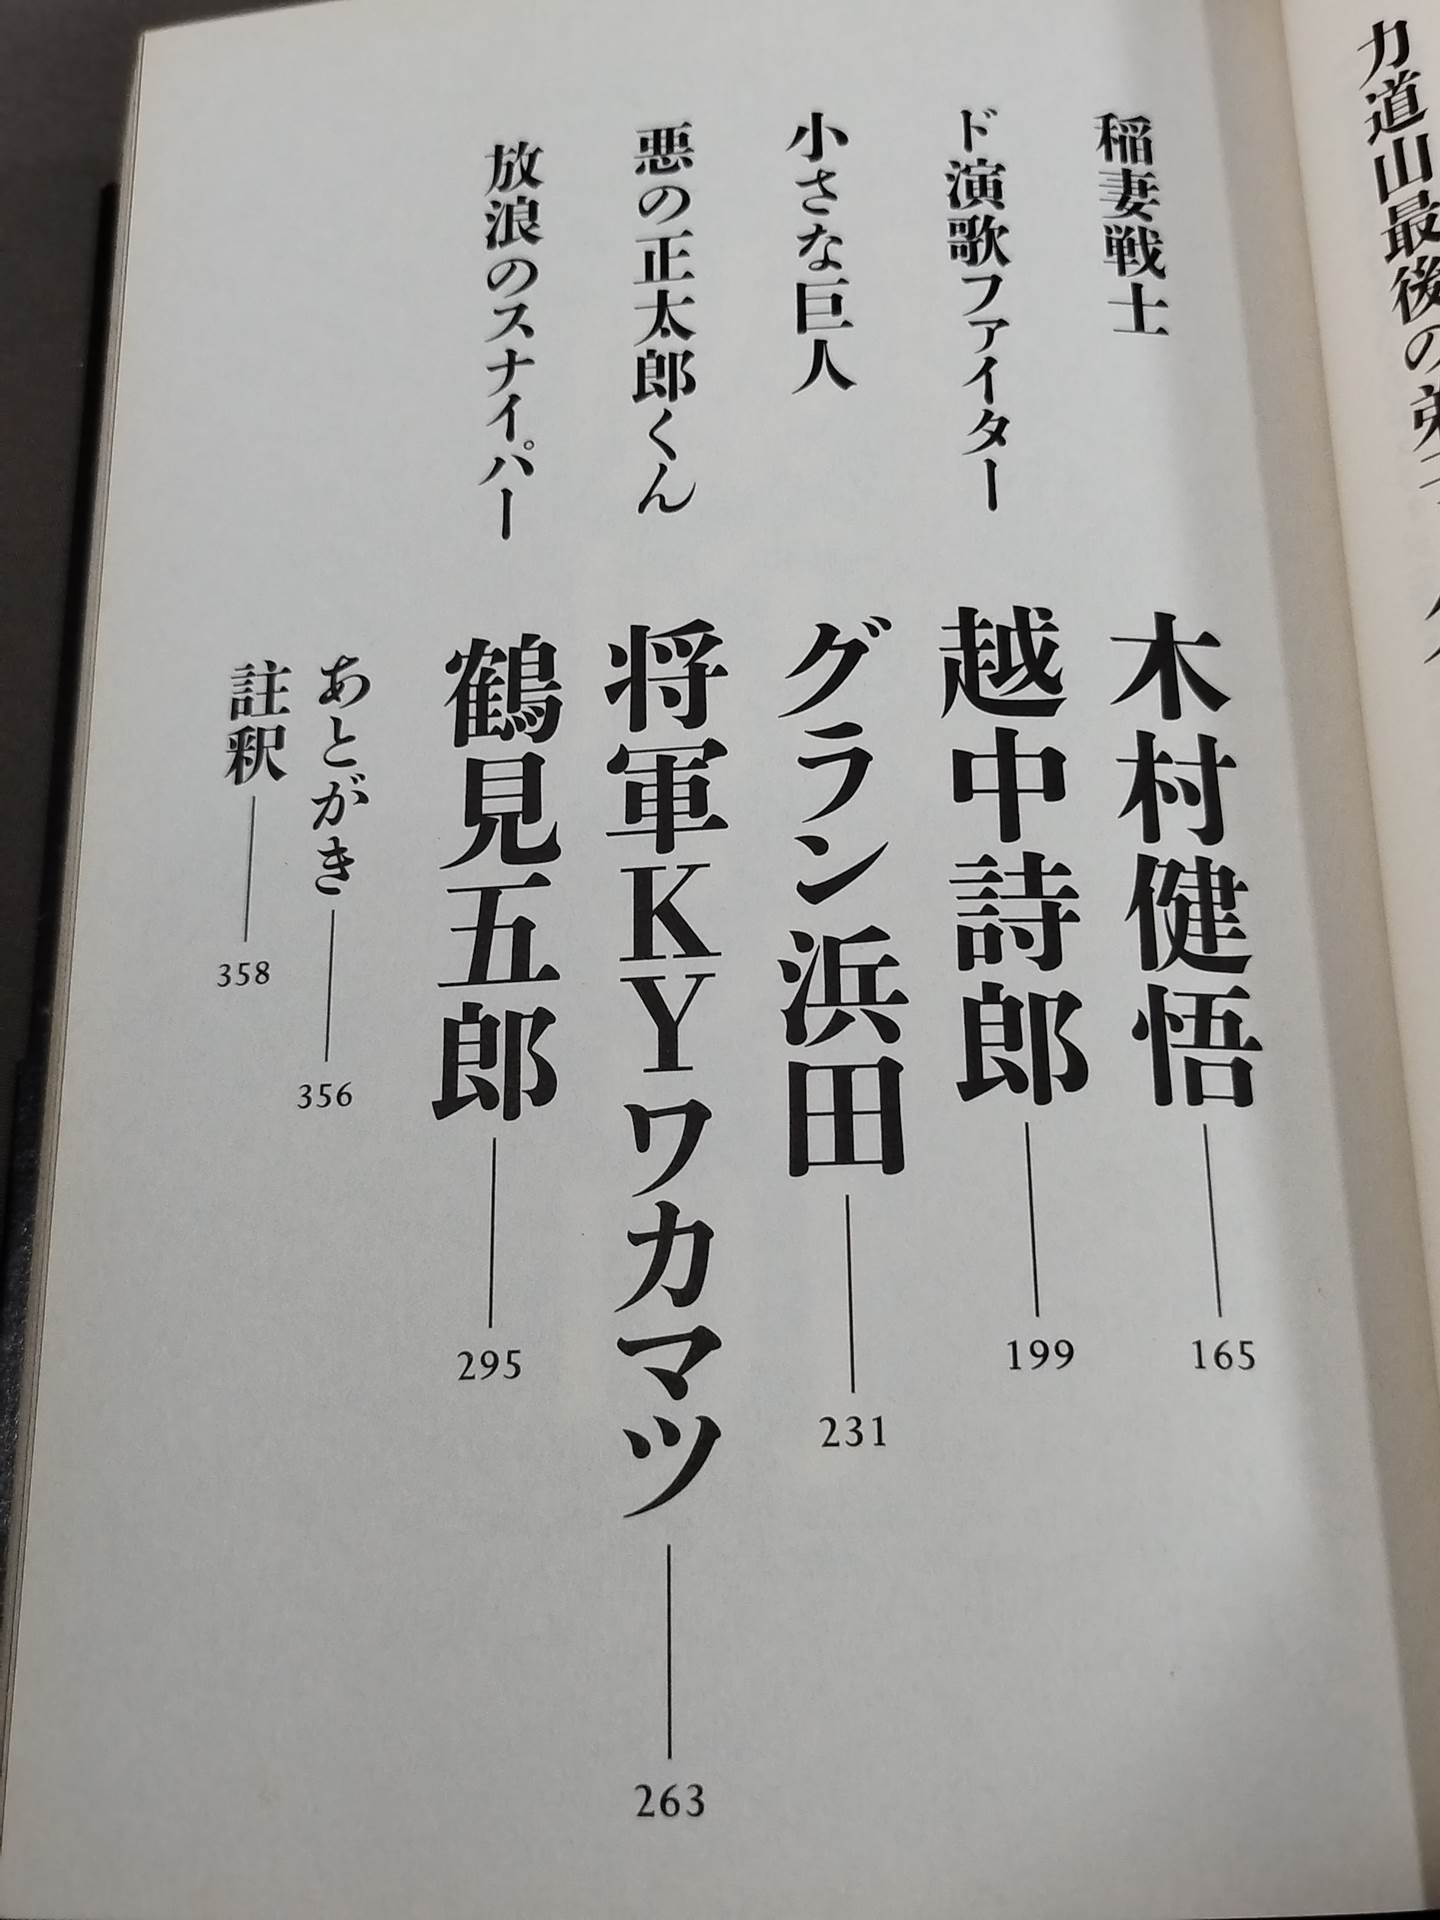 力道山最後の弟子
稲妻戦士 木村健悟 165
ド演歌ファイター 越中詩郎 199
小さな巨人 グラン浜田 231
悪の正太郎くん 将軍KYワカマツ 263
放浪のスナイパー 鶴見五郎 295
あとがき 356
註釈 358